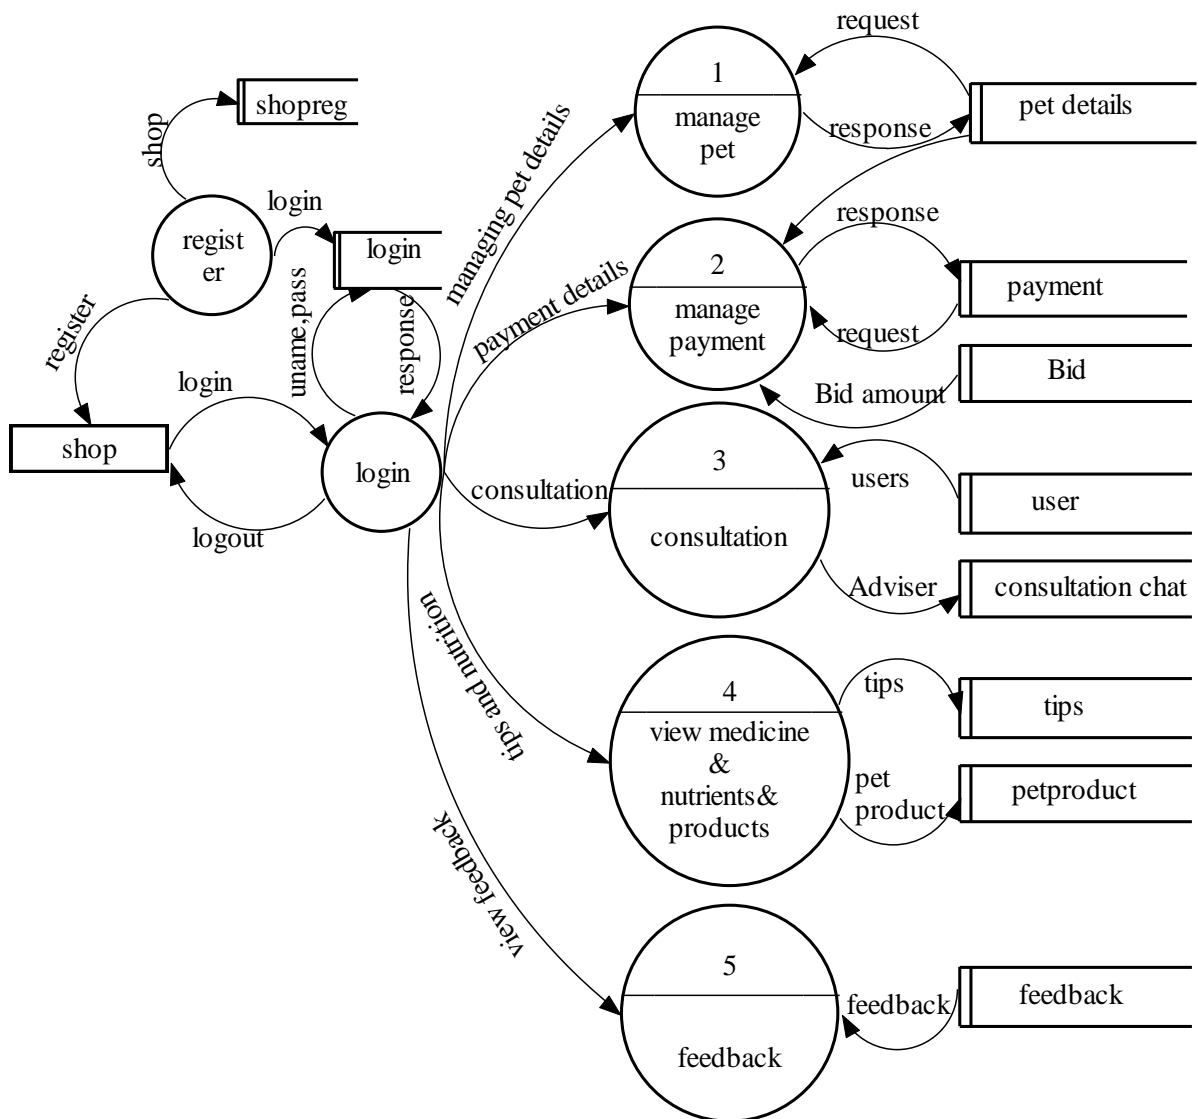 request
1
manage
pet
response
pet details
shopreg
shop
login
regist
er
login
managing pet details
response
2
manage
payment
payment details
request
payment
Bid amount
Bid
register
uname,pass
response
login
shop
login
logout
consultation
3
consultation
users
user
Adviser
consultation chat
tips and nutrition
4
view medicine
&
nutrients&
products
tips
tips
pet
product
petproduct
view feedback
5
feedback
feedback
feedback